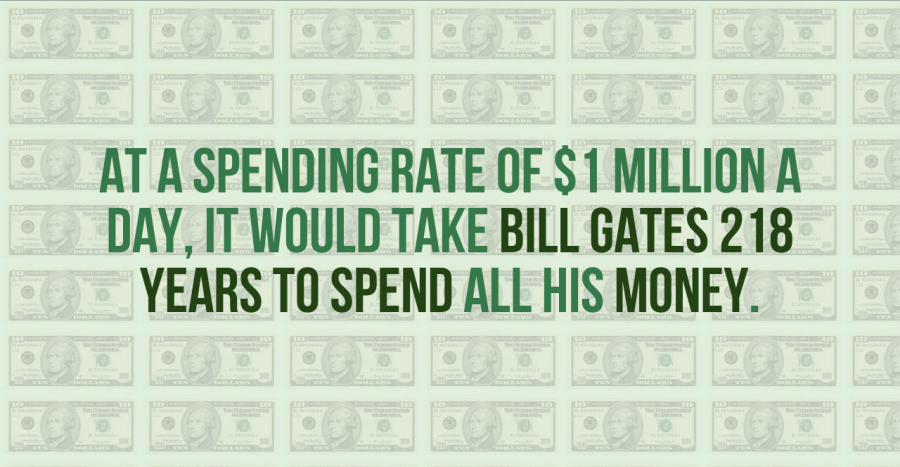 AT A SPENDING RATE OF $1 MILLION A
DAY, IT WOULD TAKE BILL GATES 218
YEARS TO SPEND ALL HIS MONEY.